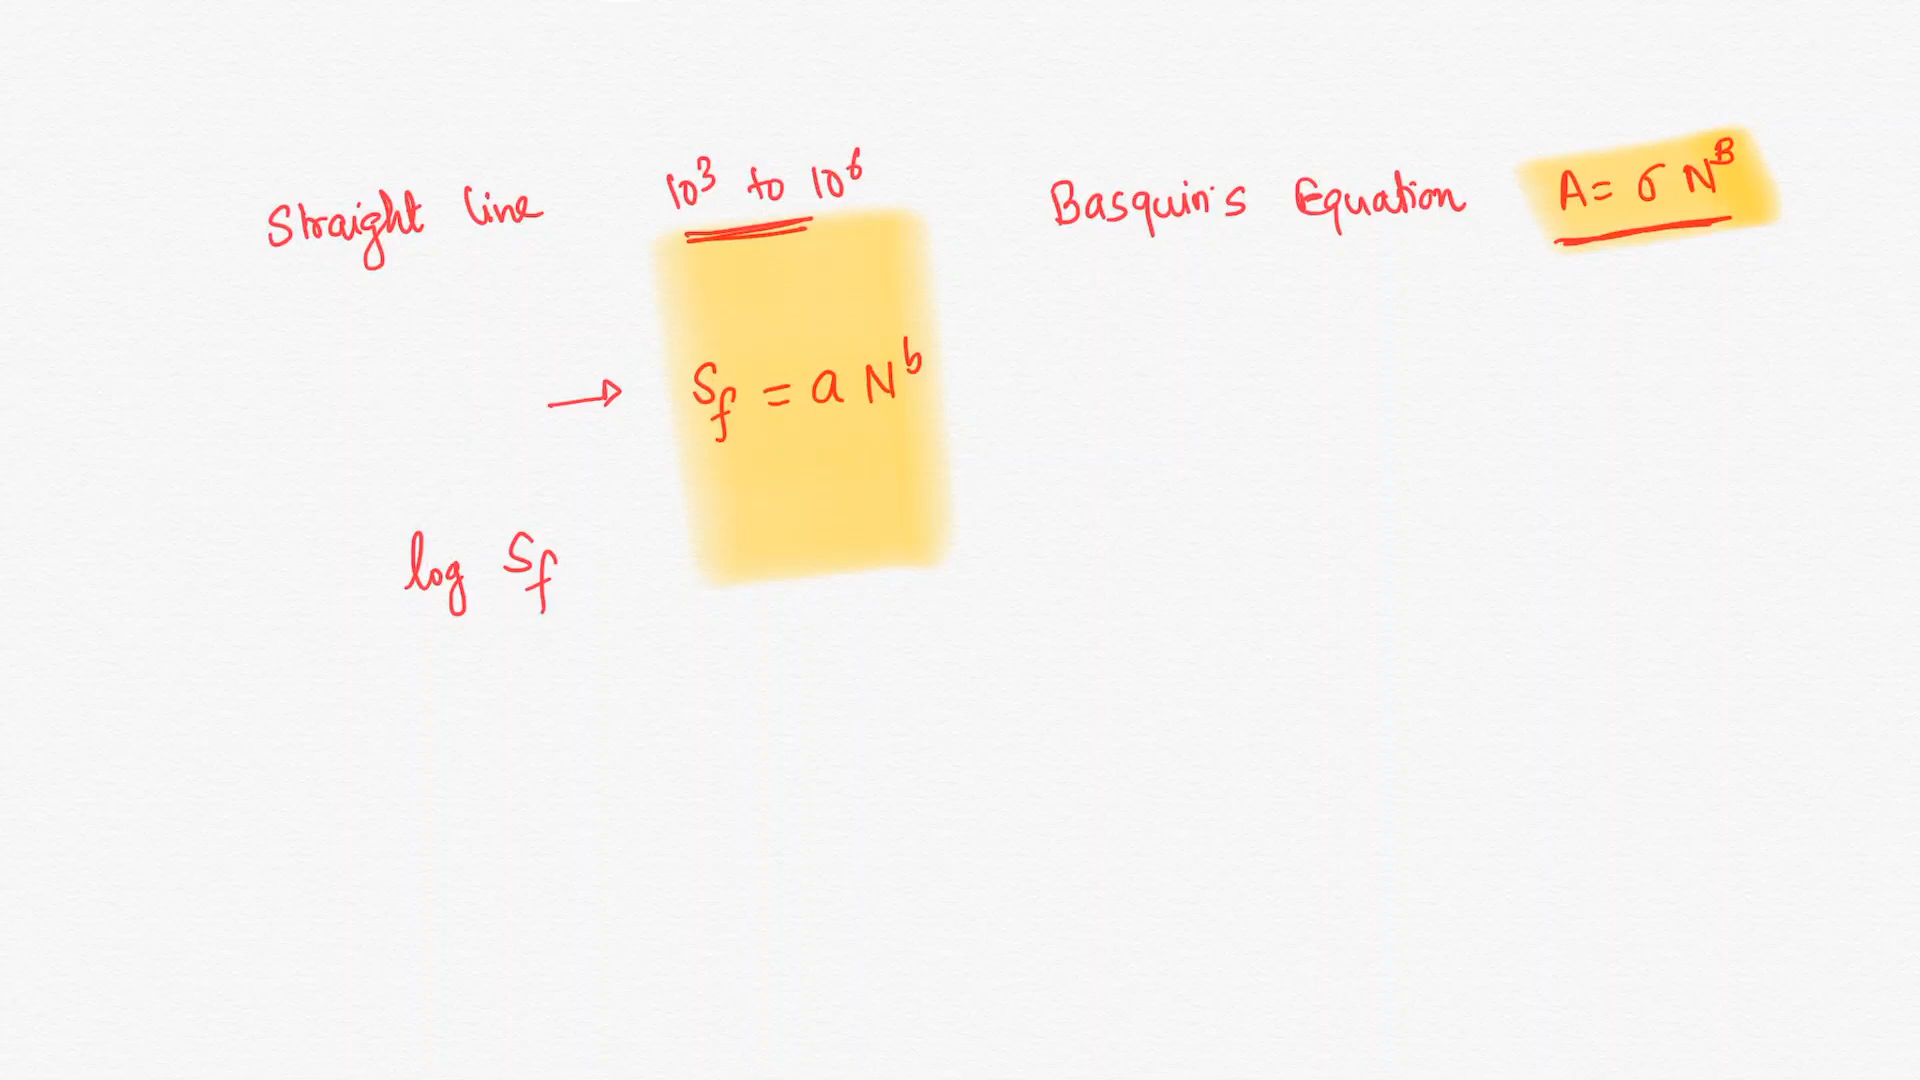 Straight line 10³ to 10⁶ Basquin's Equation A = σ N^B
→ S_f = a N^b
log S_f